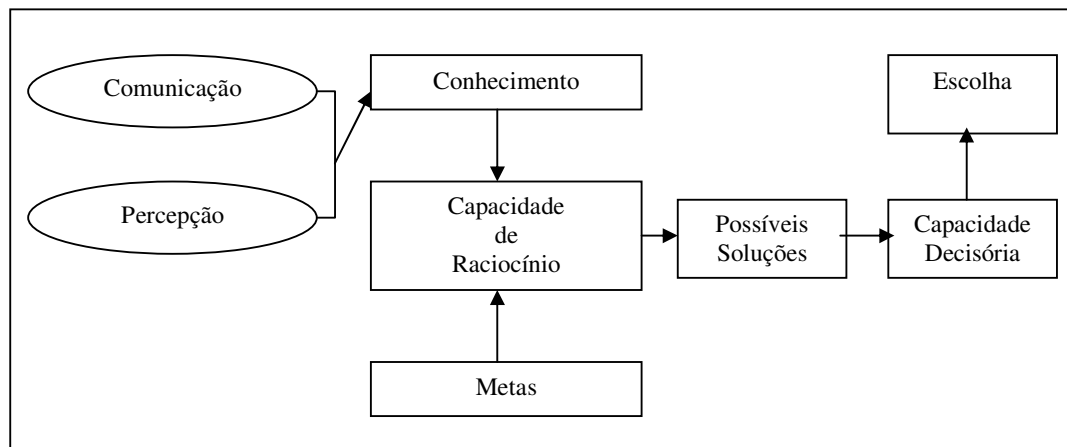 Comunicação
Percepção
Conhecimento
Capacidade
de
Raciocínio
Metas
Possíveis
Soluções
Capacidade
Decisória
Escolha